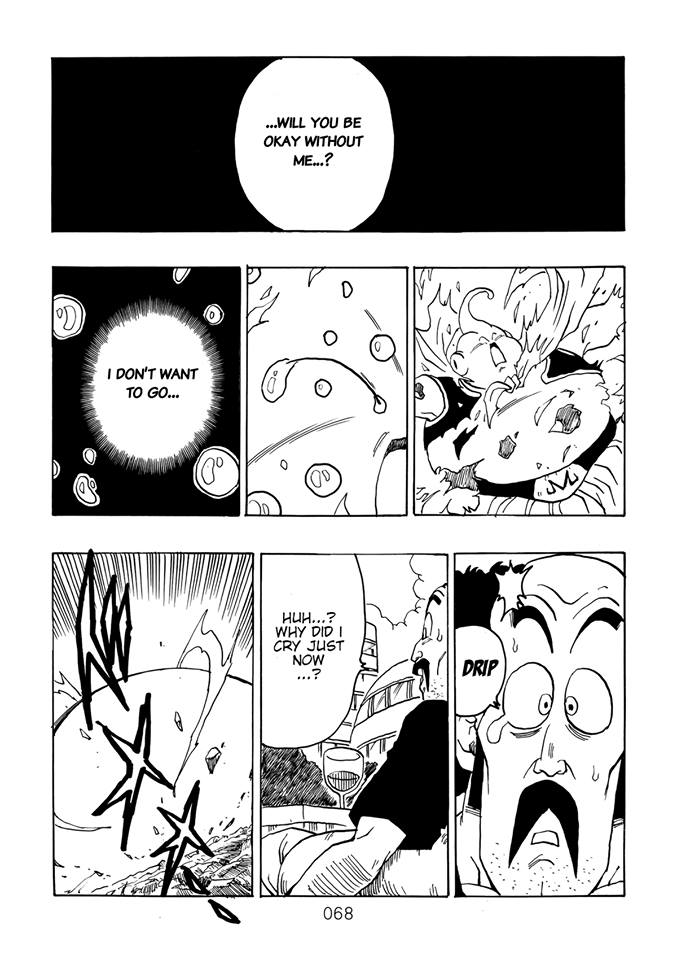 ...WILL YOU BE
OKAY WITHOUT
ME...?
I DON'T WANT
TO GO...
DRIP
HUH...?
WHY DID I
CRY JUST
NOW
...?
068